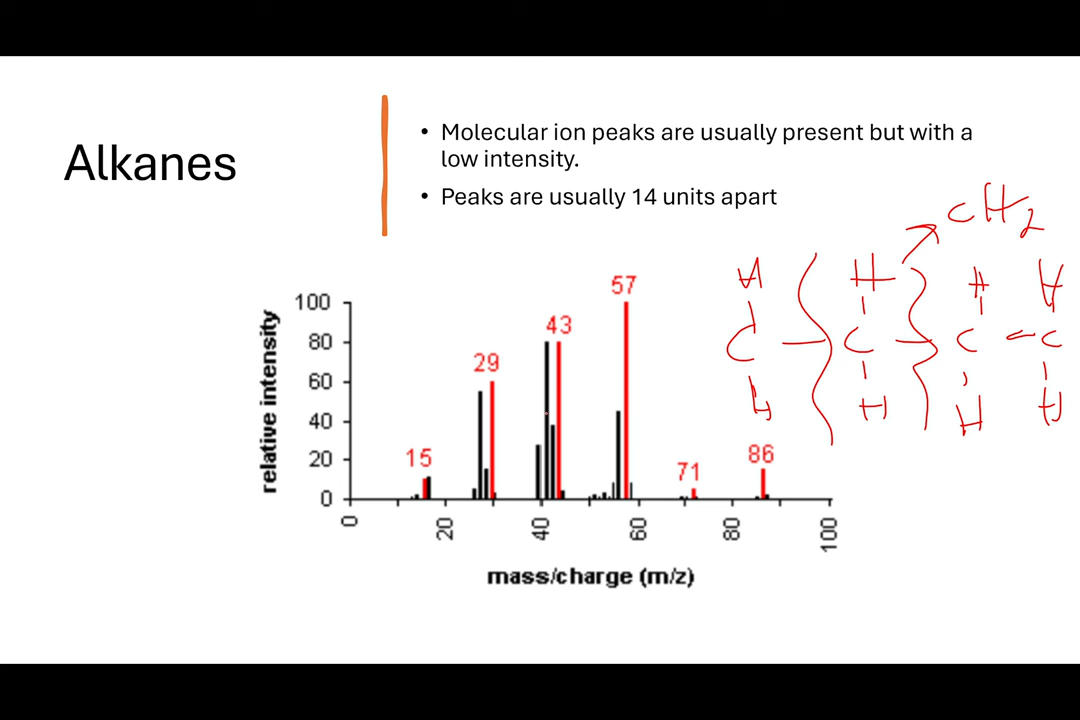 Alkanes
• Molecular ion peaks are usually present but with a
low intensity.
• Peaks are usually 14 units apart
CH2
H H H H
C C C C
H H H H
relative intensity
100
80
60
40
20
0
15
29
43
57
71
86
0 20 40 60 80 100
mass/charge (m/z)